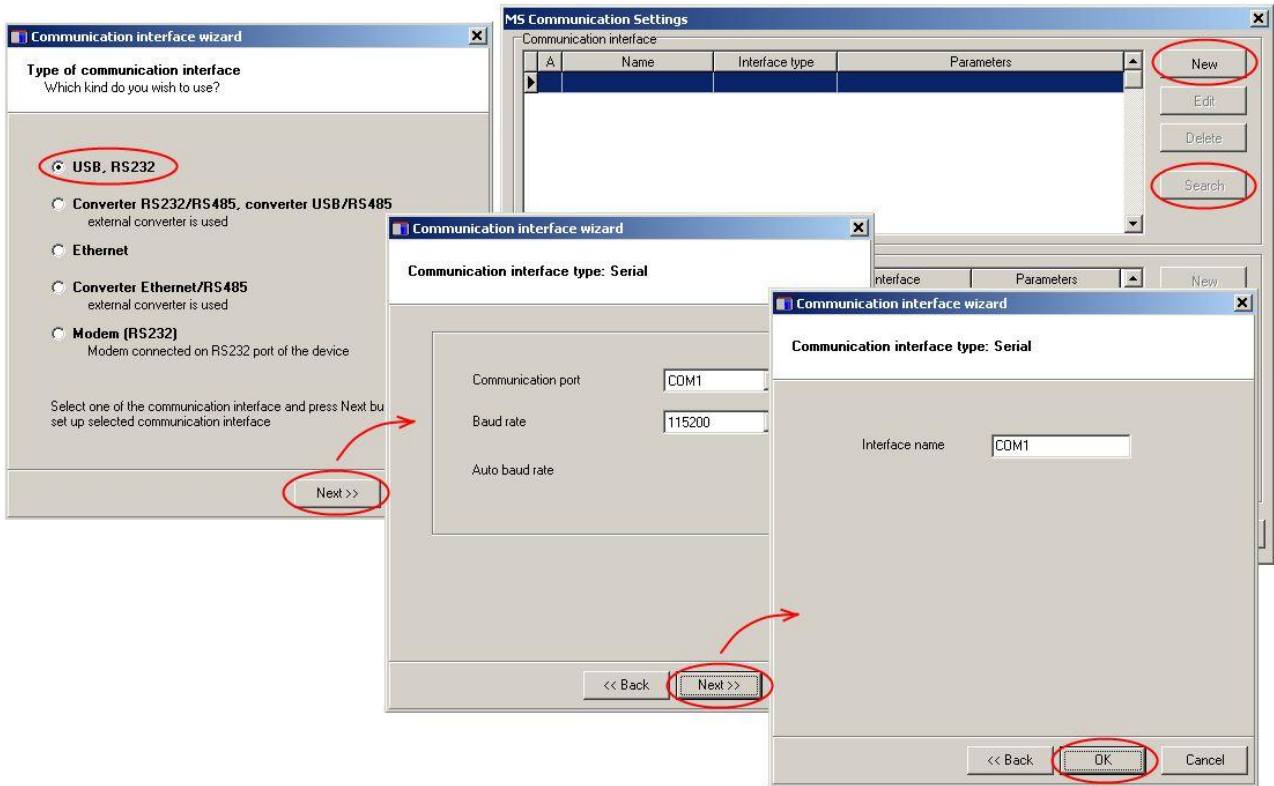 Communication interface wizard
Type of communication interface
Which kind do you wish to use?
USB, RS232
Converter RS232/RS485, converter USB/RS485
external converter is used
Ethernet
Converter Ethernet/RS485
external converter is used
Modem (RS232)
Modem connected on RS232 port of the device
Select one of the communication interface and press Next bu
set up selected communication interface
Next >>
MS Communication Settings
Communication interface
A Name Interface type Parameters
New
Edit
Delete
Search
nterface Parameters
New
Communication interface wizard
Communication interface type: Serial
Communication port COM1
Baud rate 115200
Auto baud rate
<< Back Next >>
Communication interface wizard
Communication interface type: Serial
Interface name COM1
<< Back OK Cancel